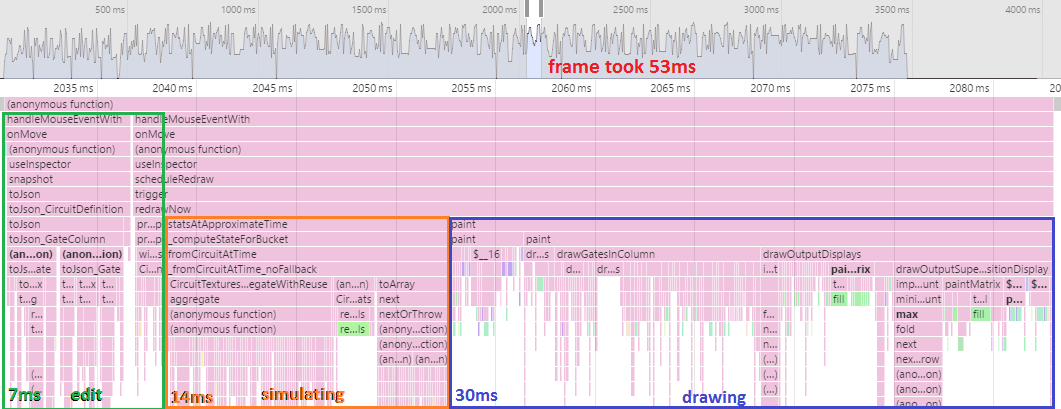 500 ms 1000 ms 1500 ms 2000 ms 2500 ms 3000 ms 3500 ms 4000 ms
frame took 53ms
2035 ms 2040 ms 2045 ms 2050 ms 2055 ms 2060 ms 2065 ms 2070 ms 2075 ms 2080 ms 20
(anonymous function)
handleMouseEventWith handleMouseEventWith
onMove onMove
(anonymous function) (anonymous function)
useInspector useInspector
snapshot scheduleRedraw
toJson trigger
toJson_CircuitDefinition redrawNow
toJson pr...p. statsAtApproximateTime paint
toJson_GateColumn pr...p. _computeStateForBucket paint paint
(an...on) (anon...ion) wi... fromCircuitAtTime $__16 dr...s drawGatesInColumn drawOutputDisplays
toJs...ate toJson_Gate Ci... _fromCircuitAtTime_noFallback d... dr...s i...t pai...rix drawOutputSupe...sitionDisplay
to...x t... t...x t... CircuitTextures...egateWithReuse (an...n) toArray t... imp...unt paintMatrix $... $...
t...g t... t... t... aggregate Cir...ats next fill mini...unt t...l p...
r... (anonymous function) re...ls nextOrThrow f... max fill
t... (anonymous function) re...ls (anony...ction) n... fold
(anony...ction) n... next
(an...n) (an...n) (...) nex...row
(... (...) (ano...on)
(... (...) (ano...on)
7ms edit 14ms simulating 30ms drawing